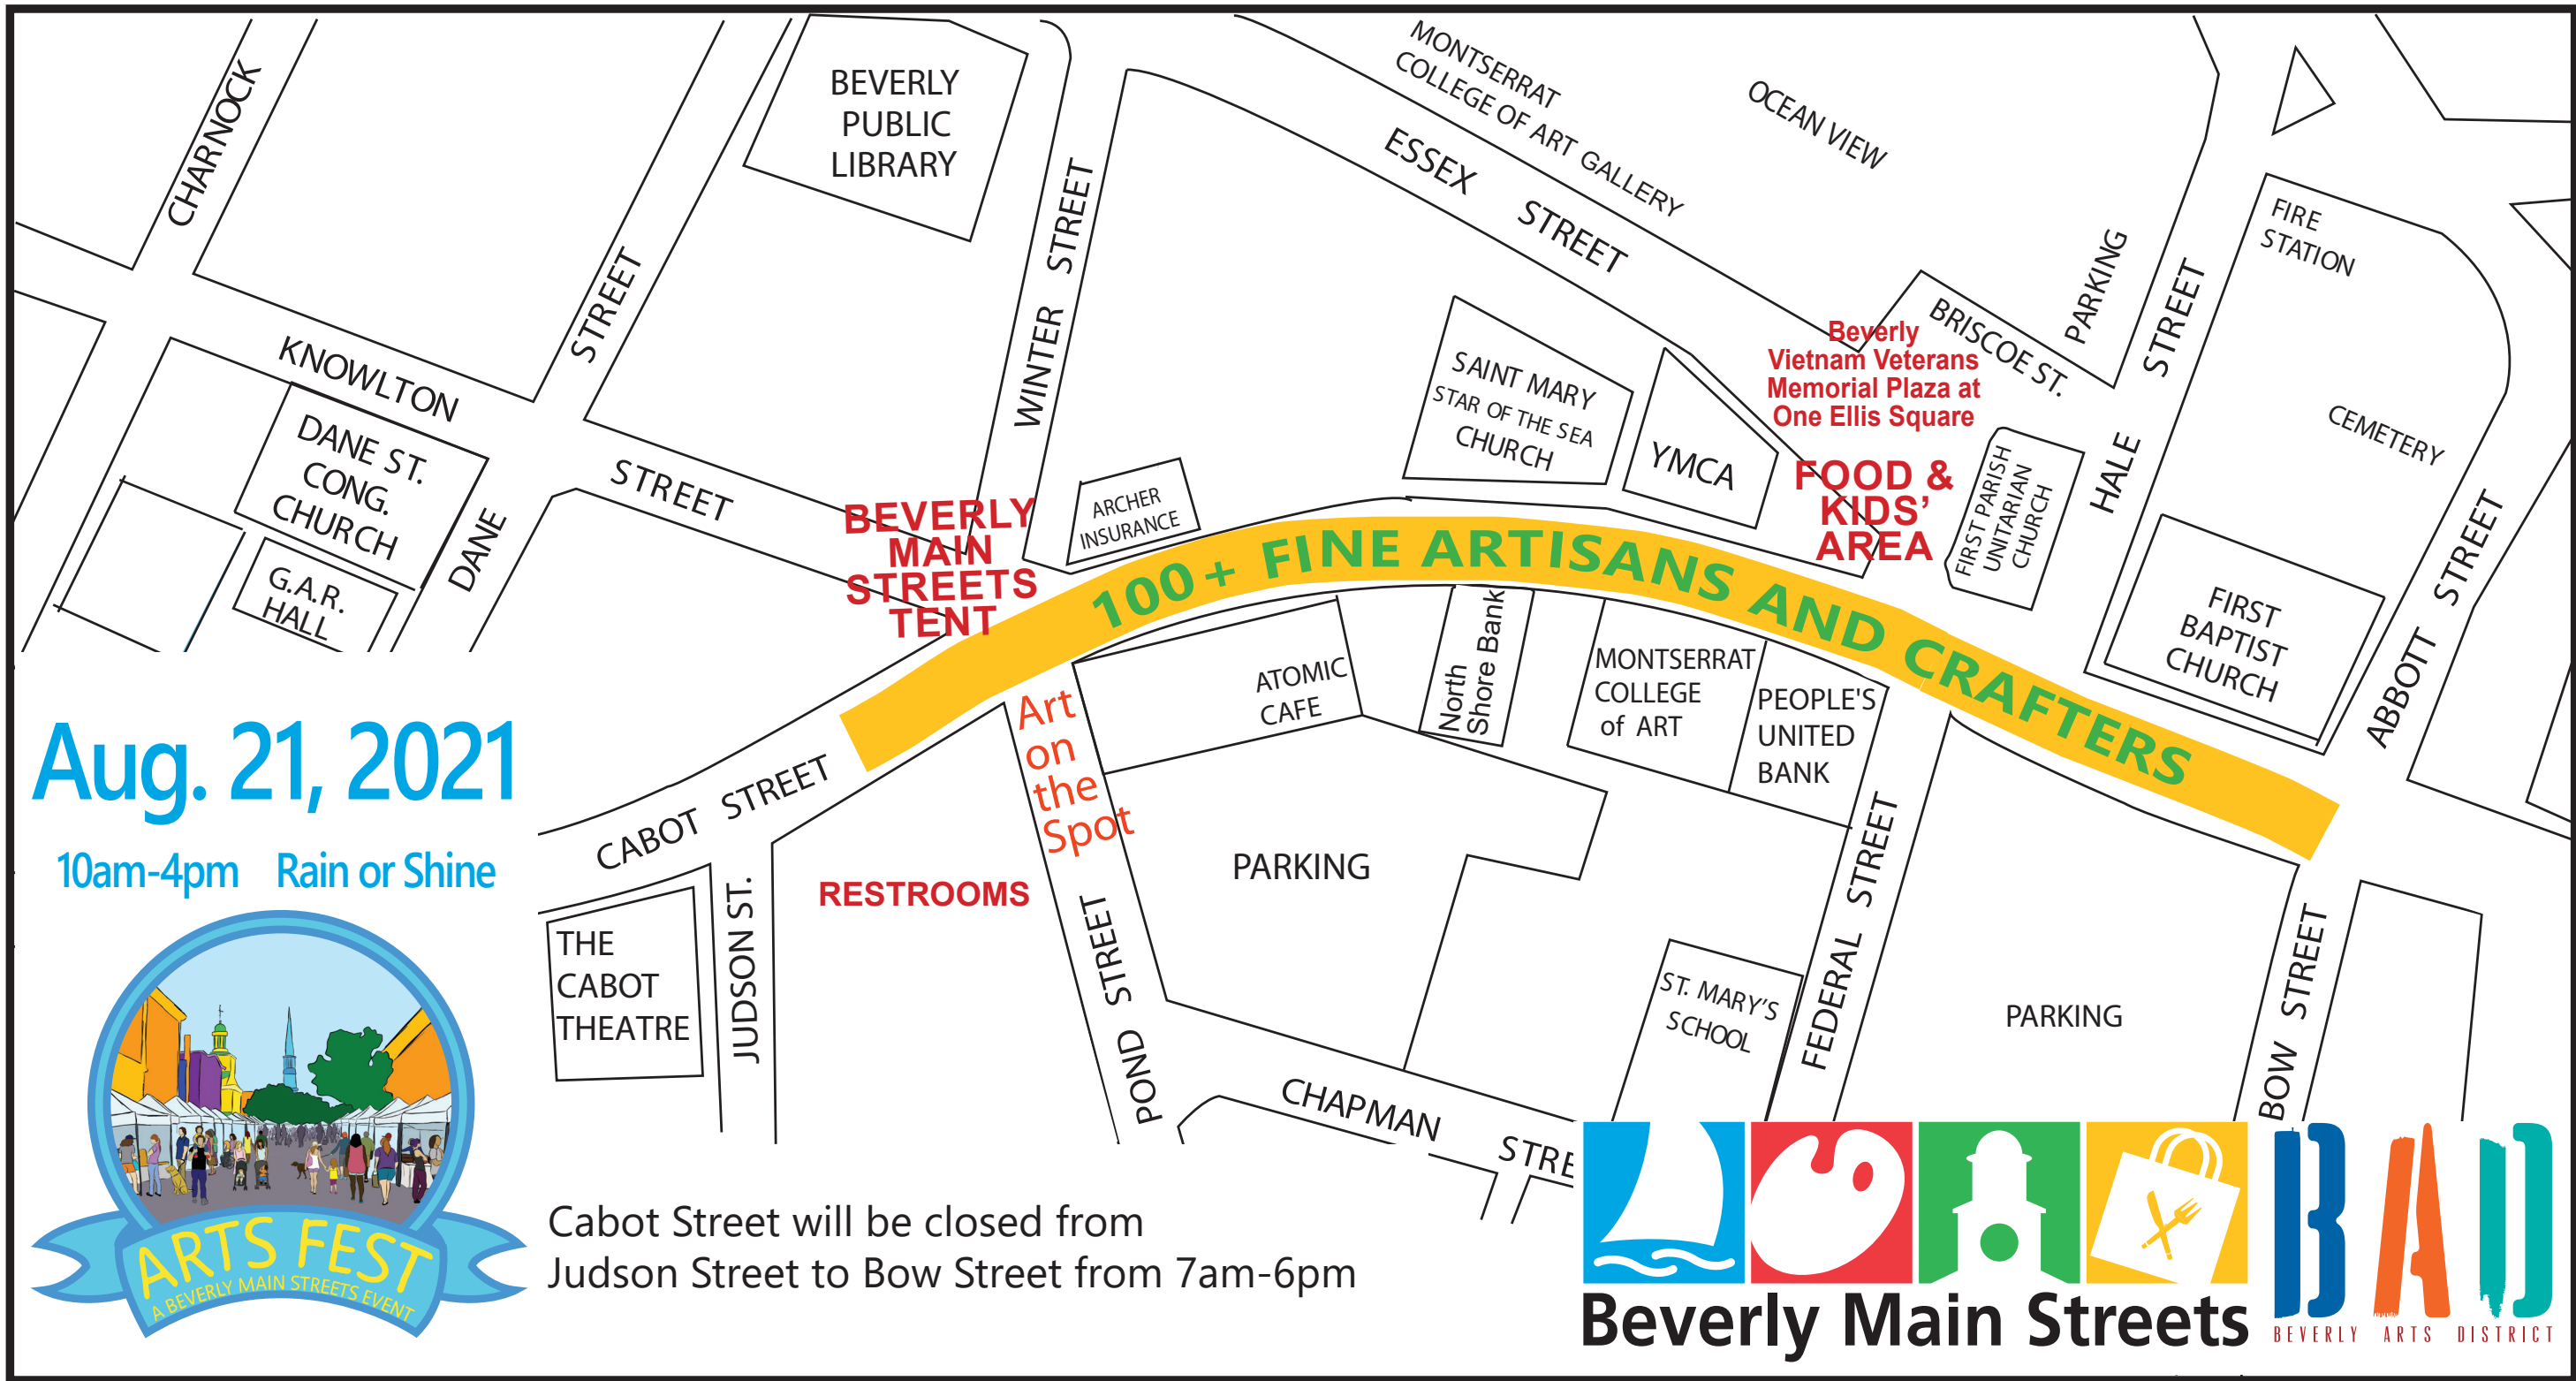 CHARNOCK
STREET
BEVERLY
PUBLIC
LIBRARY
WINTER STREET
MONTSERRAT
COLLEGE OF ART GALLERY
OCEAN VIEW
ESSEX STREET
PARKING
HALE STREET
FIRE
STATION
CEMETERY
BRISCOE ST.
Beverly
Vietnam Veterans
Memorial Plaza at
One Ellis Square
FOOD &
KIDS’
AREA
FIRST PARISH
UNITARIAN
CHURCH
SAINT MARY
STAR OF THE SEA
CHURCH
YMCA
KNOWLTON
STREET
DANE ST.
CONG.
CHURCH
G.A.R.
HALL
DANE
BEVERLY
MAIN
STREETS
TENT
ARCHER
INSURANCE
100+ FINE ARTISANS AND CRAFTERS
FIRST
BAPTIST
CHURCH
ABBOTT STREET
Art
on
the
Spot
ATOMIC
CAFE
North
Shore Bank
MONTSERRAT
COLLEGE
of ART
PEOPLE'S
UNITED
BANK
Aug. 21, 2021
10am-4pm Rain or Shine
CABOT STREET
RESTROOMS
PARKING
THE
CABOT
THEATRE
JUDSON ST.
POND STREET
CHAPMAN STRE
ST. MARY’S
SCHOOL
FEDERAL STREET
PARKING
BOW STREET
ARTS FEST
A BEVERLY MAIN STREETS EVENT
Cabot Street will be closed from
Judson Street to Bow Street from 7am-6pm
Beverly Main Streets
BAD
BEVERLY ARTS DISTRICT